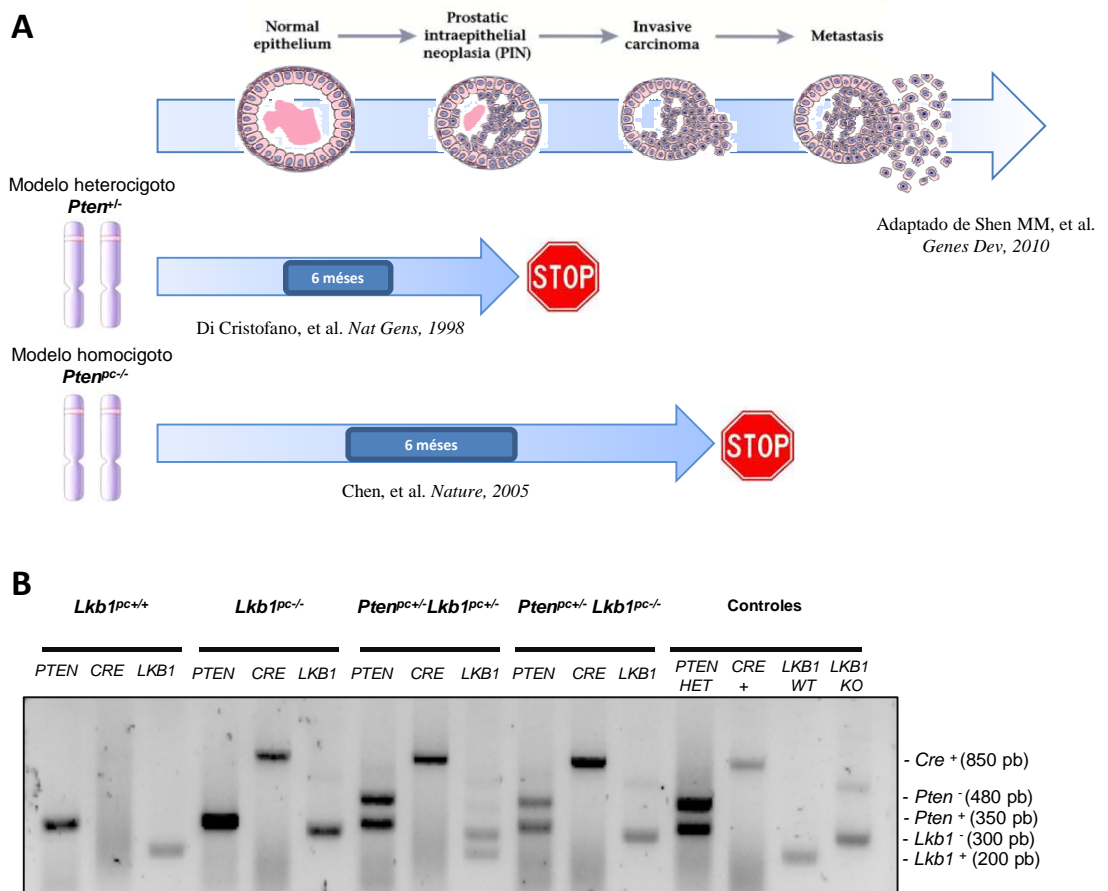 A
Normal
epithelium
Prostatic
intraepithelial
neoplasia (PIN)
Invasive
carcinoma
Metastasis
Modelo heterocigoto
Pten+/-
Adaptado de Shen MM, et al.
Genes Dev, 2010
6 méses
STOP
Di Cristofano, et al. Nat Gens, 1998
Modelo homocigoto
Ptenpc-/-
6 méses
STOP
Chen, et al. Nature, 2005
B
Lkb1pc+/+ Lkb1pc-/- Ptenpc+/-Lkb1pc+/- Ptenpc+/- Lkb1pc-/- Controles
PTEN CRE LKB1 PTEN CRE LKB1 PTEN CRE LKB1 PTEN CRE LKB1 PTEN CRE LKB1 LKB1
HET + WT KO
- Cre + (850 pb)
- Pten - (480 pb)
- Pten + (350 pb)
- Lkb1 - (300 pb)
- Lkb1 + (200 pb)